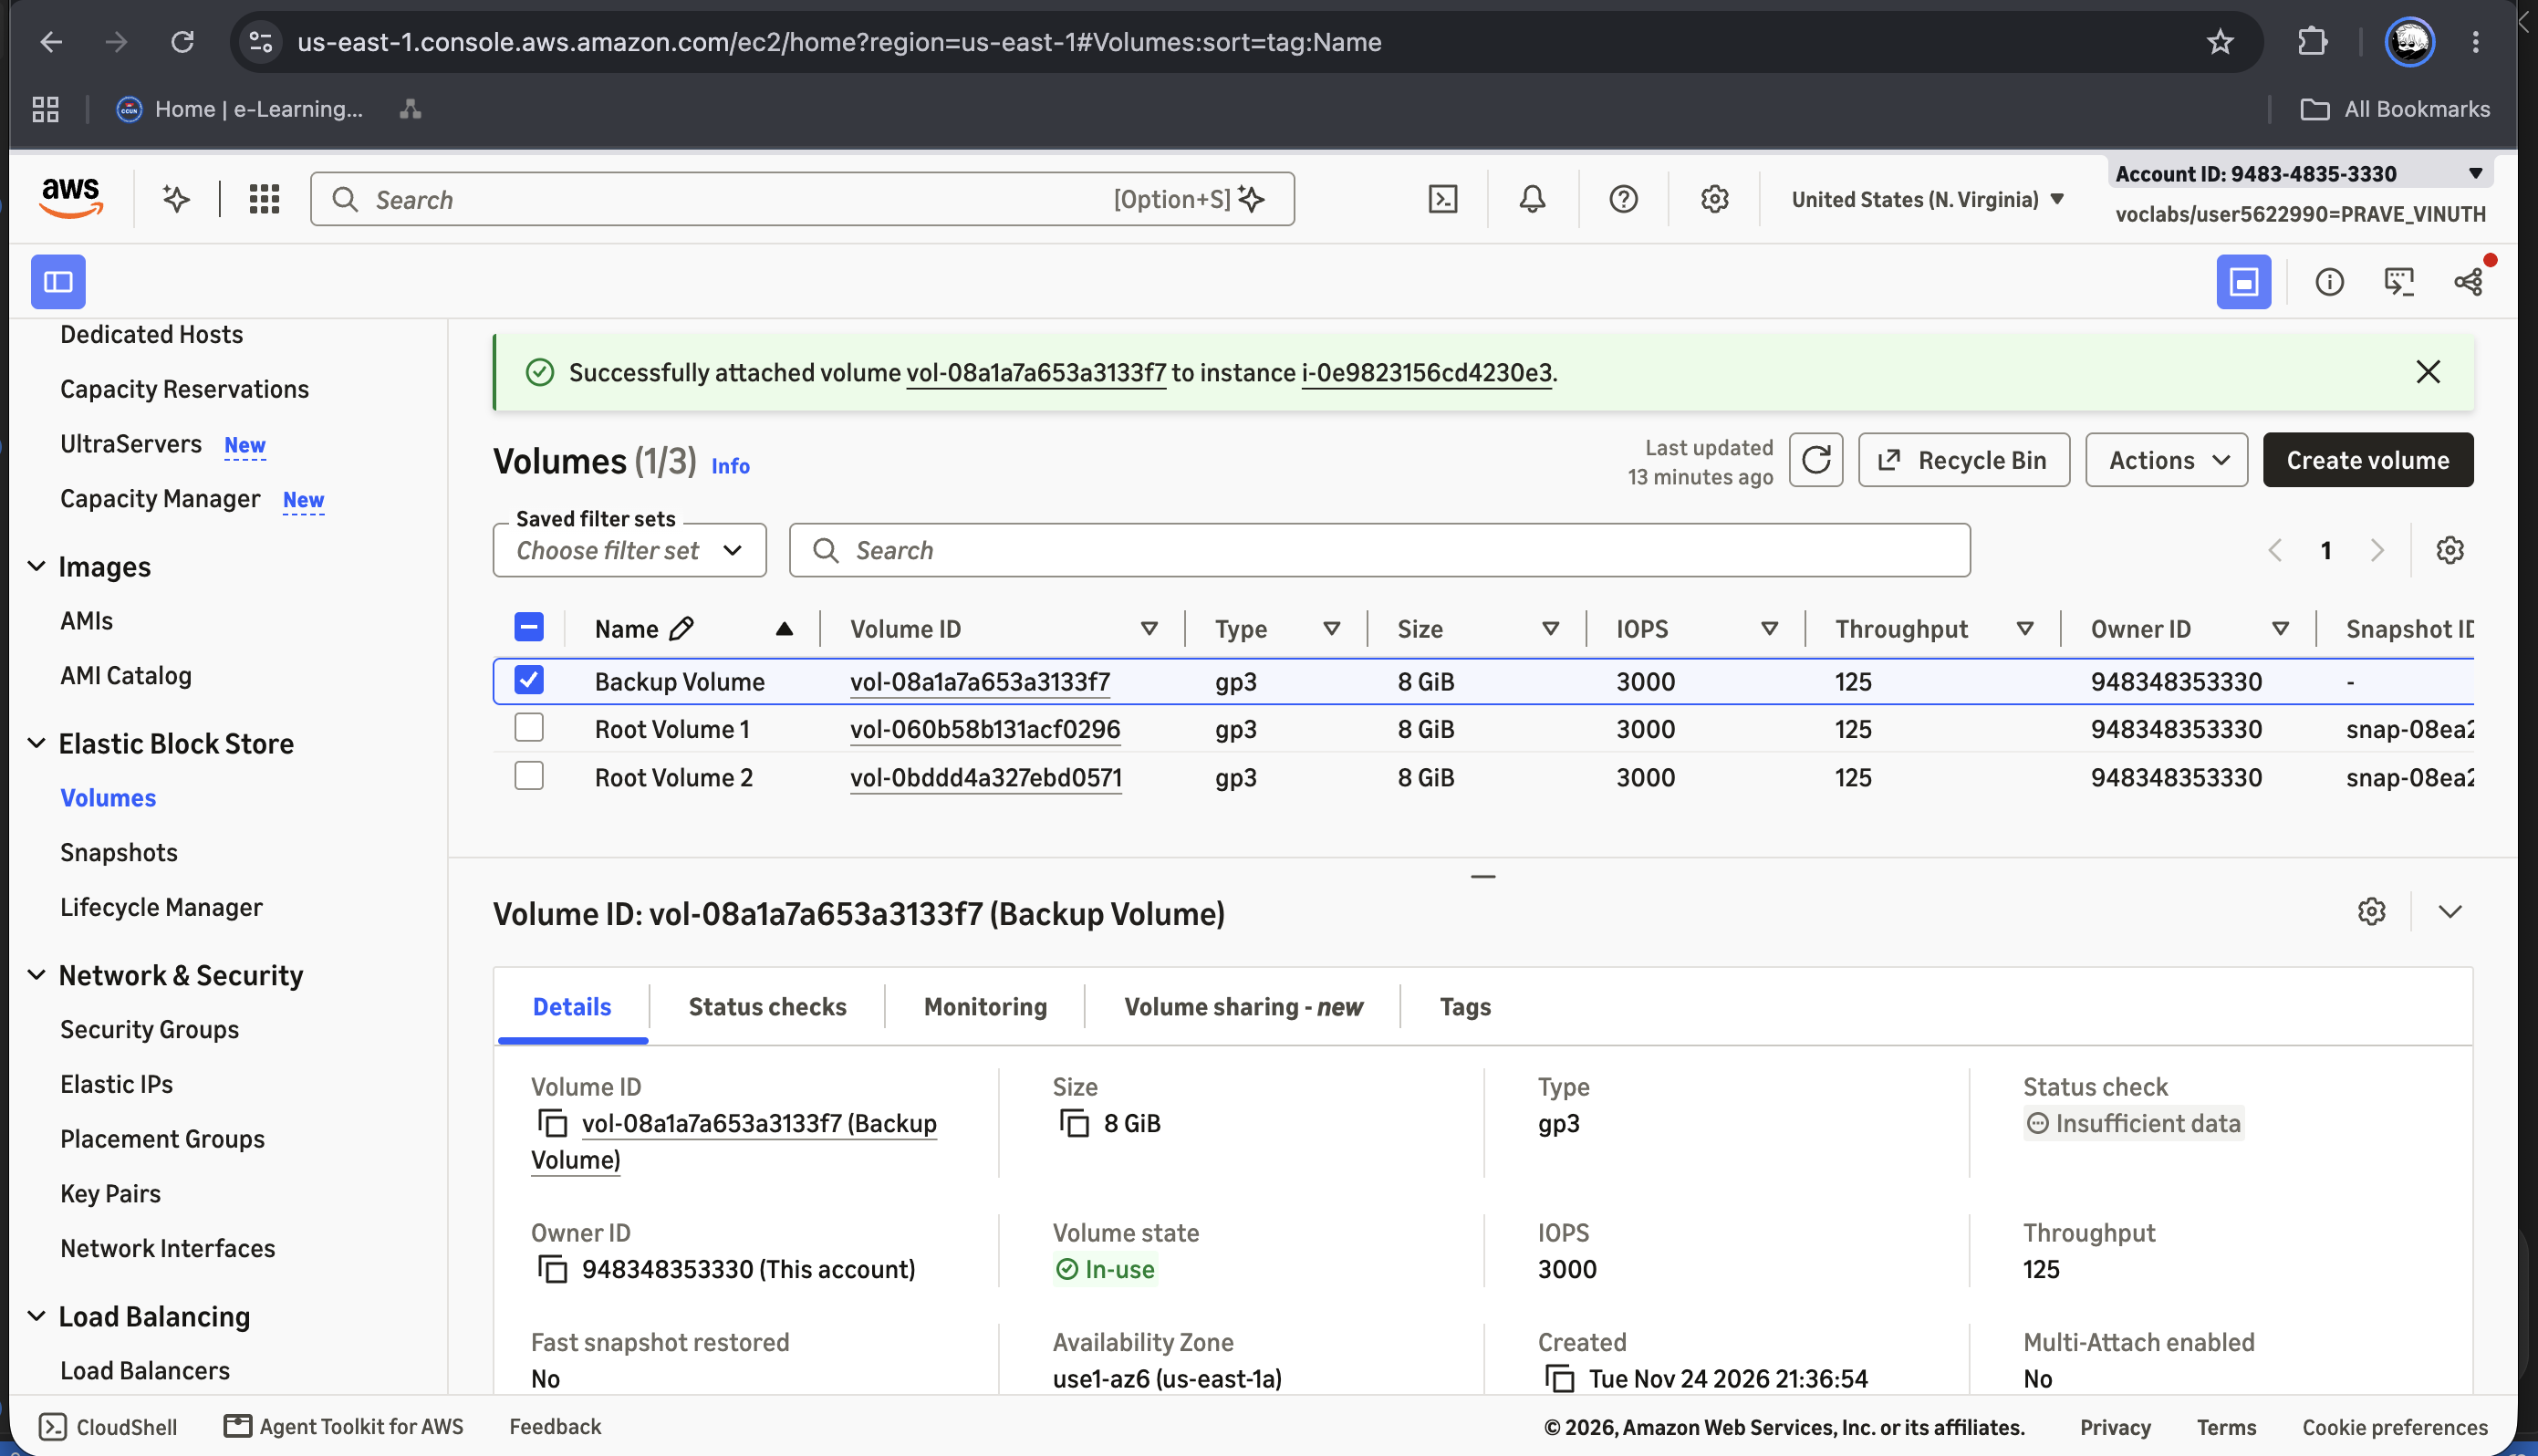 us-east-1.console.aws.amazon.com/ec2/home?region=us-east-1#Volumes:sort=tag:Name
Home | e-Learning...
All Bookmarks
aws
Search
[Option+S]
United States (N. Virginia)
Account ID: 9483-4835-3330
voclabs/user5622990=PRAVE_VINUTH
Dedicated Hosts
Capacity Reservations
UltraServers New
Capacity Manager New
Images
AMIs
AMI Catalog
Elastic Block Store
Volumes
Snapshots
Lifecycle Manager
Network & Security
Security Groups
Elastic IPs
Placement Groups
Key Pairs
Network Interfaces
Load Balancing
Load Balancers
Successfully attached volume vol-08a1a7a653a3133f7 to instance i-0e9823156cd4230e3.
Volumes (1/3) Info
Last updated
13 minutes ago
Recycle Bin
Actions
Create volume
Saved filter sets
Choose filter set
Search
1
Name Volume ID Type Size IOPS Throughput Owner ID Snapshot ID
Backup Volume vol-08a1a7a653a3133f7 gp3 8 GiB 3000 125 948348353330 -
Root Volume 1 vol-060b58b131acf0296 gp3 8 GiB 3000 125 948348353330 snap-08ea2
Root Volume 2 vol-0bddd4a327ebd0571 gp3 8 GiB 3000 125 948348353330 snap-08ea2
Volume ID: vol-08a1a7a653a3133f7 (Backup Volume)
Details Status checks Monitoring Volume sharing - new Tags
Volume ID
vol-08a1a7a653a3133f7 (Backup
Volume)
Size
8 GiB
Type
gp3
Status check
Insufficient data
Owner ID
948348353330 (This account)
Volume state
In-use
IOPS
3000
Throughput
125
Fast snapshot restored
No
Availability Zone
use1-az6 (us-east-1a)
Created
Tue Nov 24 2026 21:36:54
Multi-Attach enabled
No
CloudShell
Agent Toolkit for AWS
Feedback
© 2026, Amazon Web Services, Inc. or its affiliates.
Privacy
Terms
Cookie preferences